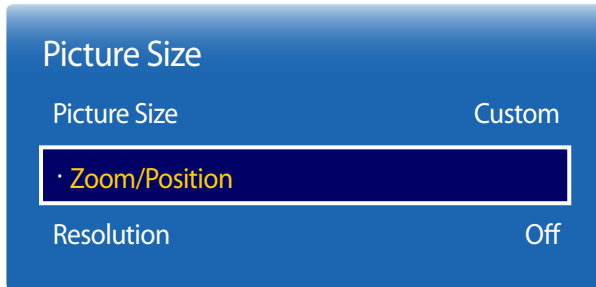 Picture Size
Picture Size Custom
· Zoom/Position
Resolution Off